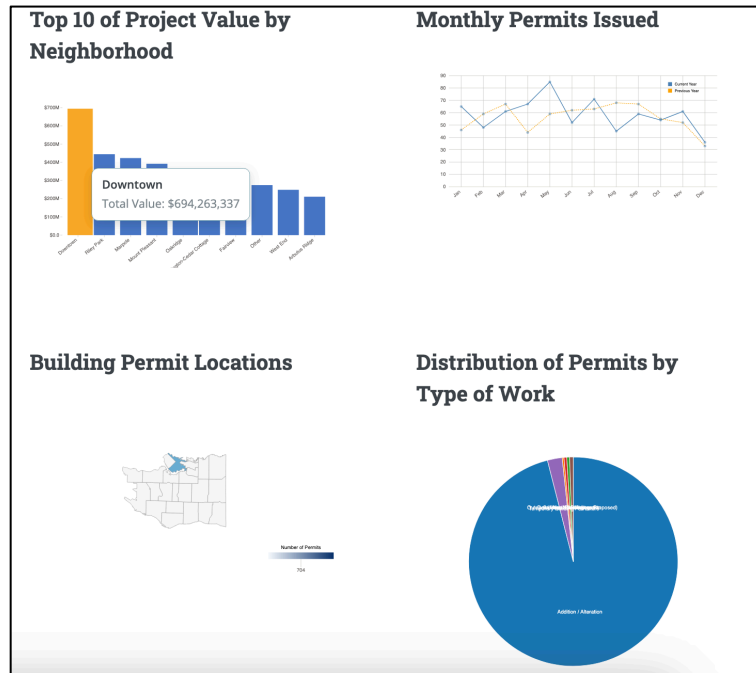 Top 10 of Project Value by
Neighborhood
$700M
$600M
$500M
$400M
$300M
$200M
$100M
$0.0
Downtown
Total Value: $694,263,337
Downtown
Riley Park
Marpole
Mount Pleasant
Oakridge
Fairview
Other
West End
Arbutus Ridge
Monthly Permits Issued
90
80
70
60
50
40
30
20
10
0
Current Year
Previous Year
Jan
Feb
Mar
Apr
May
Jun
Jul
Aug
Sep
Oct
Nov
Dec
Building Permit Locations
Number of Permits
704
Distribution of Permits by
Type of Work
Addition / Alteration